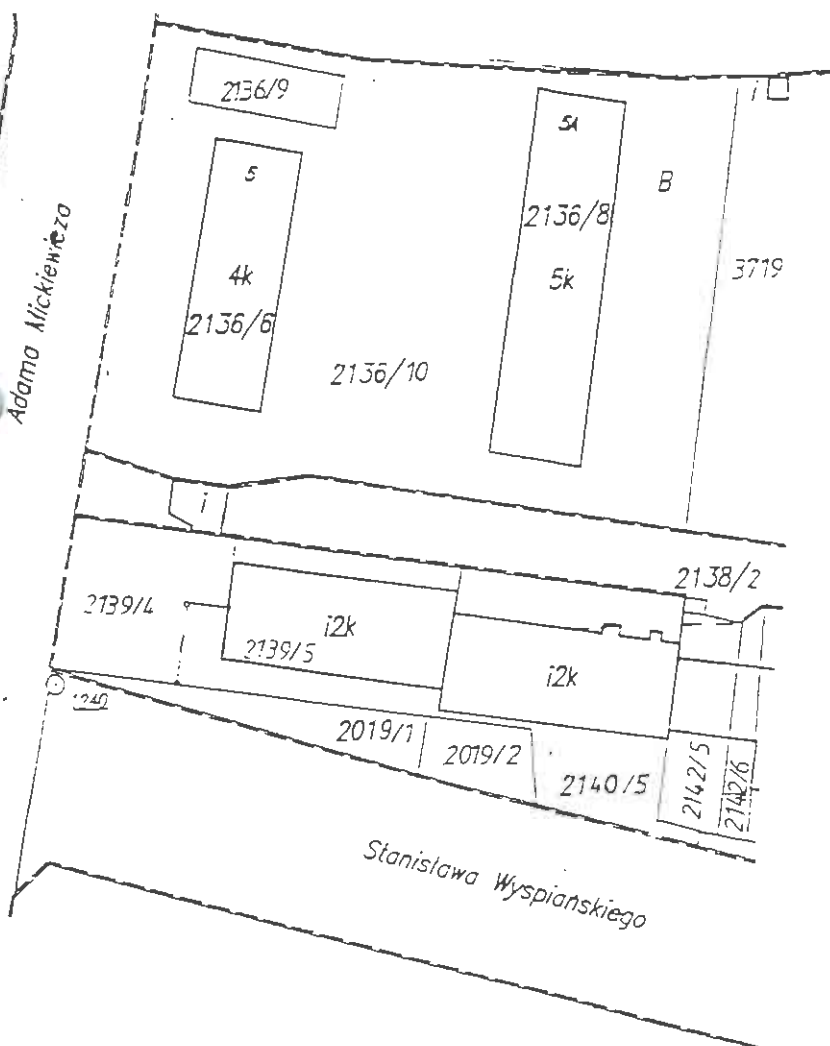 2136/9
i
5
5A
B
2136/8
3719
4k
5k
2136/6
2136/10
Adama Mickiewicza
i
2138/2
2139/4
i2k
2139/5
i2k
1240
2019/1
2019/2
2140/5
2142/5
2142/6
Stanisława Wyspiańskiego